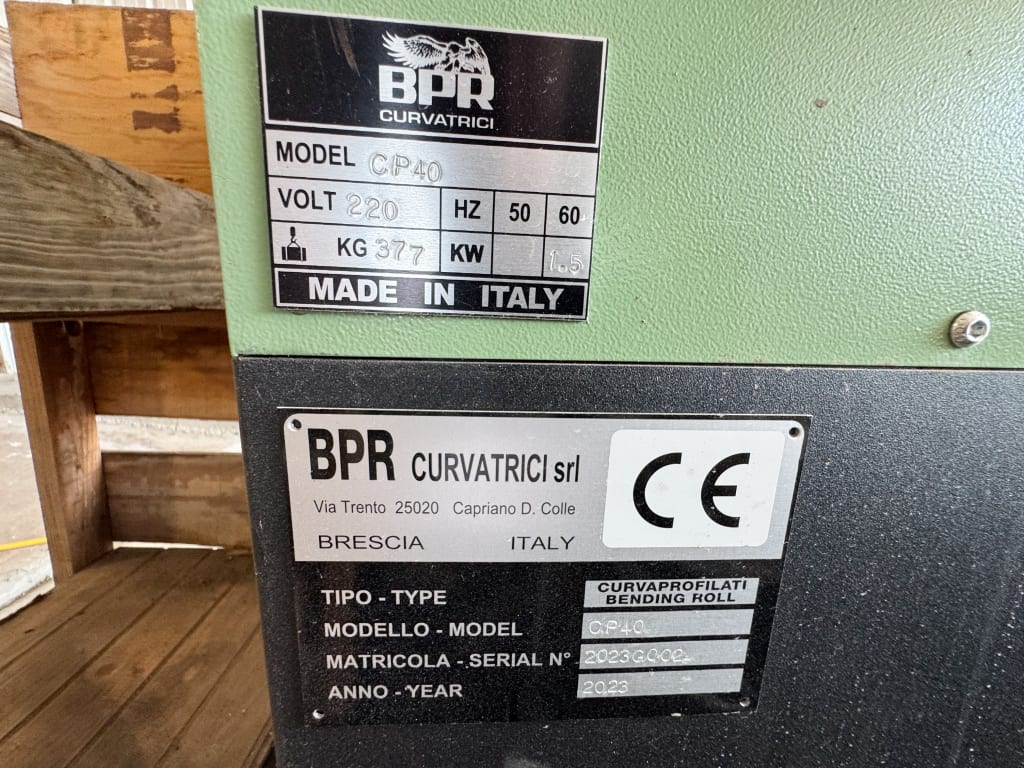 BPR
CURVATRICI
MODEL CP40
VOLT 220 HZ 50 60
KG 377 KW 1.5
MADE IN ITALY
BPR CURVATRICI srl
Via Trento 25020 Capriano D. Colle
BRESCIA ITALY
CE
TIPO - TYPE CURVAPROFILATI
BENDING ROLL
MODELLO - MODEL CP40
MATRICOLA - SERIAL N° 2023G002
ANNO - YEAR 2023